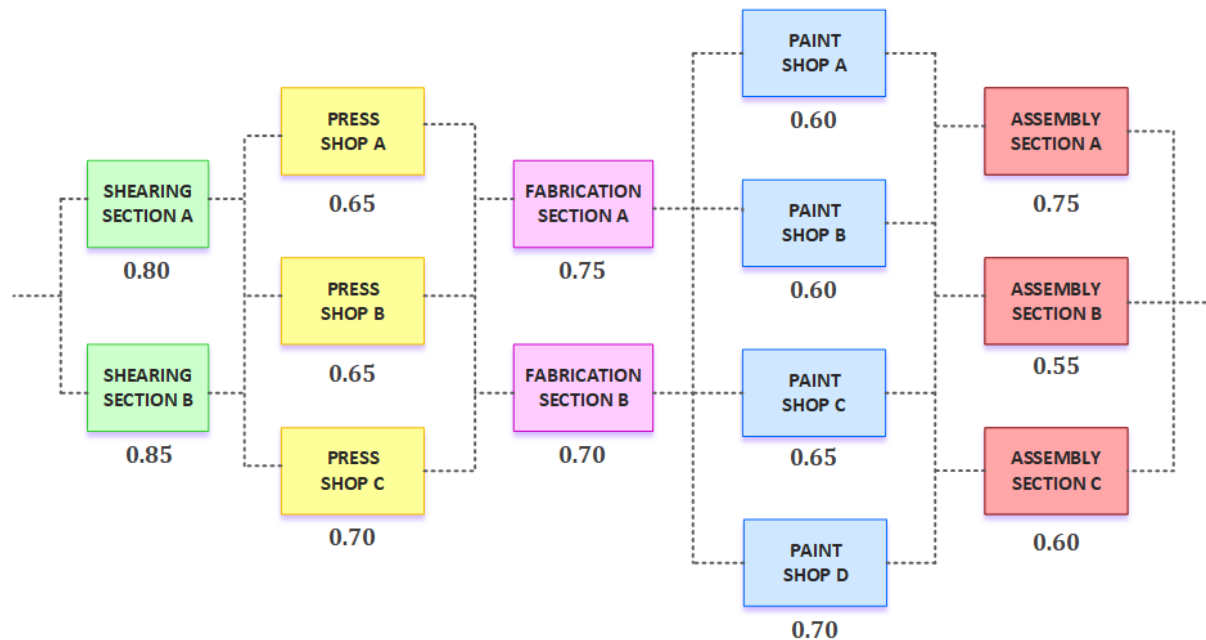 SHEARING
SECTION A
0.80
SHEARING
SECTION B
0.85
PRESS
SHOP A
0.65
PRESS
SHOP B
0.65
PRESS
SHOP C
0.70
FABRICATION
SECTION A
0.75
FABRICATION
SECTION B
0.70
PAINT
SHOP A
0.60
PAINT
SHOP B
0.60
PAINT
SHOP C
0.65
PAINT
SHOP D
0.70
ASSEMBLY
SECTION A
0.75
ASSEMBLY
SECTION B
0.55
ASSEMBLY
SECTION C
0.60